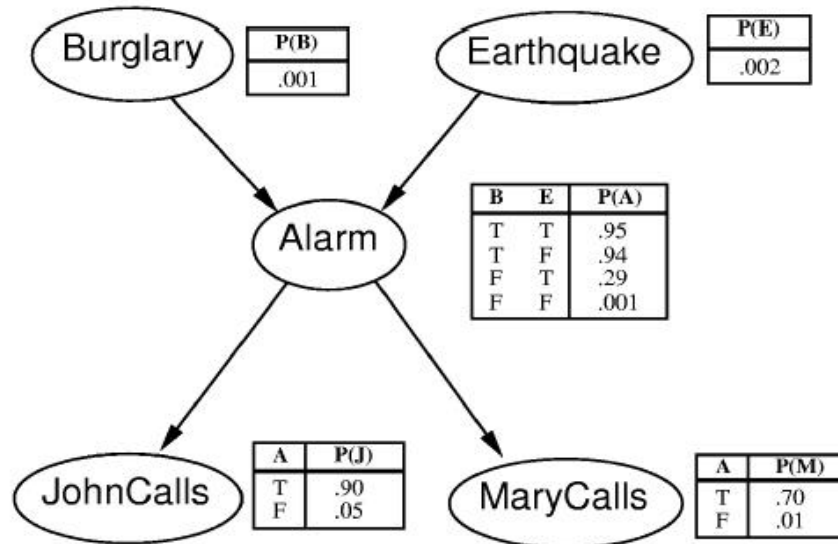 Burglary
P(B)
.001
Earthquake
P(E)
.002
Alarm
B E P(A)
T T .95
T F .94
F T .29
F F .001
JohnCalls
A P(J)
T .90
F .05
MaryCalls
A P(M)
T .70
F .01